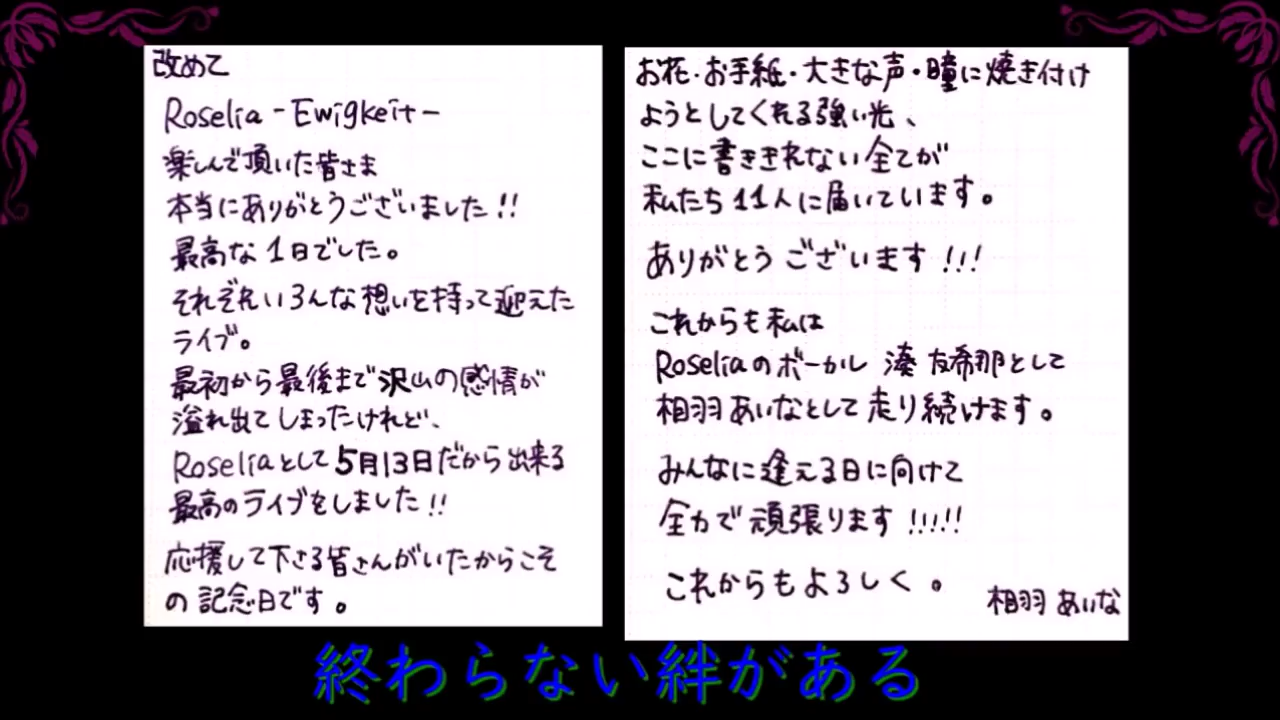 改めて
Roselia -Ewigkeit-
楽しんで頂いた皆さま
本当にありがとうございました!!
最高な1日でした。
それぞれいろんな想いを持って迎えた
ライブ。
最初から最後まで沢山の感情が
溢れ出てしまったけれど、
Roseliaとして5月13日だから出来る
最高のライブをしました!!
応援して下さる皆さんがいたからこそ
の記念日です。
お花・お手紙・大きな声・瞳に焼き付け
ようとしてくれる強い光、
ここに書ききれない全てが
私たち11人に届いています。
ありがとうございます!!!
これからも私は
Roseliaのボーカル 湊友希那として
相羽あいなとして走り続けます。
みんなに逢える日に向けて
全力で頑張ります!!!!!
これからもよろしく。
相羽あいな
終わらない絆がある